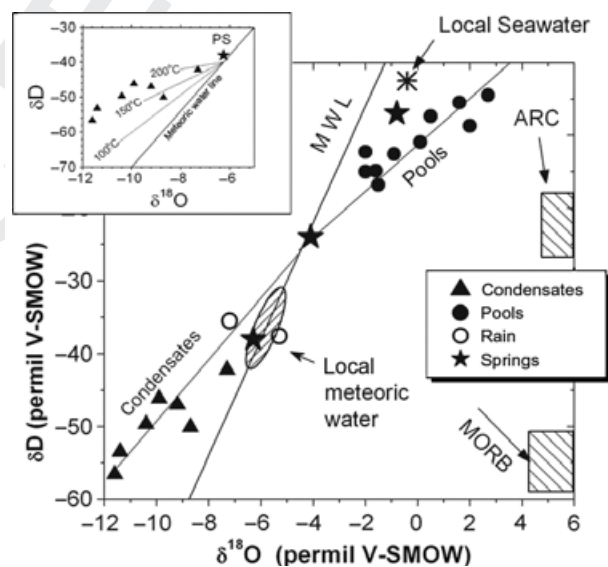 −30
−40
−50
−60
−70
δD
−12 −10 −8 −6
δ¹⁸O
PS
200°C
150°C
100°C
Meteoric water line
Local Seawater
MWL
Pools
ARC
Condensates
Pools
Rain
Springs
Condensates
Local
meteoric
water
MORB
−30
−40
−50
−60
δD (permil V-SMOW)
−12 −10 −8 −6 −4 −2 0 2 4 6
δ¹⁸O (permil V-SMOW)